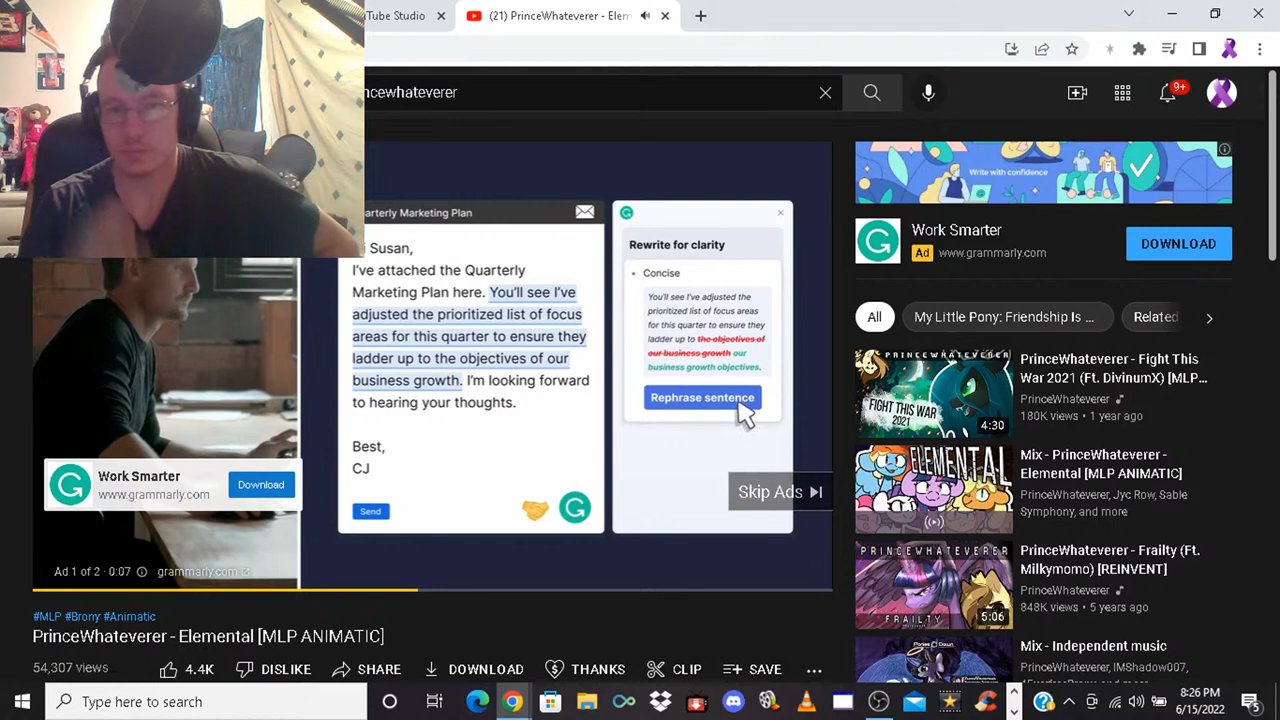 uTube Studio
(21) PrinceWhateverer - Elem
ncewhateverer
9+
arterly Marketing Plan
i Susan,
I've attached the Quarterly
Marketing Plan here. You'll see I've
adjusted the prioritized list of focus
areas for this quarter to ensure they
ladder up to the objectives of our
business growth. I'm looking forward
to hearing your thoughts.
Best,
CJ
Send
Rewrite for clarity
Concise
You'll see I've adjusted the
prioritized list of focus areas
for this quarter to ensure they
ladder up to the objectives of
our business growth our
business growth objectives.
Rephrase sentence
Skip Ads
Work Smarter
www.grammarly.com
Download
Ad 1 of 2 · 0:07
grammarly.com
#MLP #Brony #Animatic
PrinceWhateverer - Elemental [MLP ANIMATIC]
54,307 views
4.4K
DISLIKE
SHARE
DOWNLOAD
THANKS
CLIP
SAVE
...
Write with confidence
Work Smarter
Ad www.grammarly.com
DOWNLOAD
All
My Little Pony: Friendship Is ...
Related
PRINCEWHATEVERER
FIGHT THIS
WAR
2021
4:30
PrinceWhateverer - Fight This
War 2021 (Ft. DivinumX) [MLP...
PrinceWhateverer
180K views • 1 year ago
ELEMENTAL
Mix - PrinceWhateverer -
Elemental [MLP ANIMATIC]
PrinceWhateverer, Jyc Row, Sable
Symphony, and more
PRINCEWHATEVERER
FRAILTY
5:06
PrinceWhateverer - Frailty (Ft.
Milkymomo) [REINVENT]
PrinceWhateverer
848K views • 5 years ago
Mix - Independent music
PrinceWhateverer, IMShadow007,
Type here to search
8:26 PM
6/15/2022
5